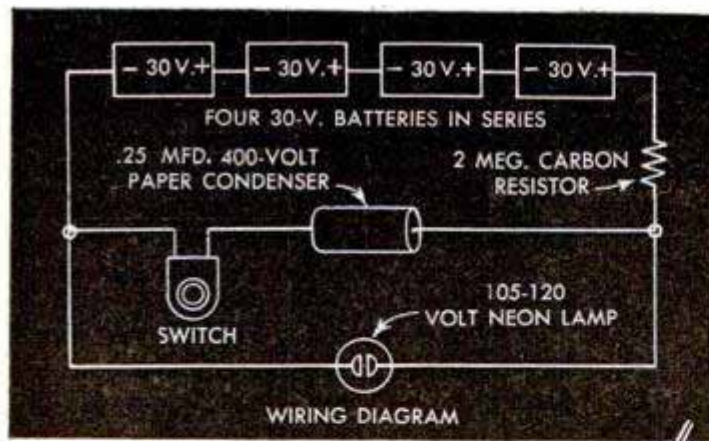 - 30 V. + - 30 V. + - 30 V. + - 30 V. +
FOUR 30-V. BATTERIES IN SERIES
.25 MFD. 400-VOLT
PAPER CONDENSER
2 MEG. CARBON
RESISTOR
SWITCH
105-120
VOLT NEON LAMP
WIRING DIAGRAM